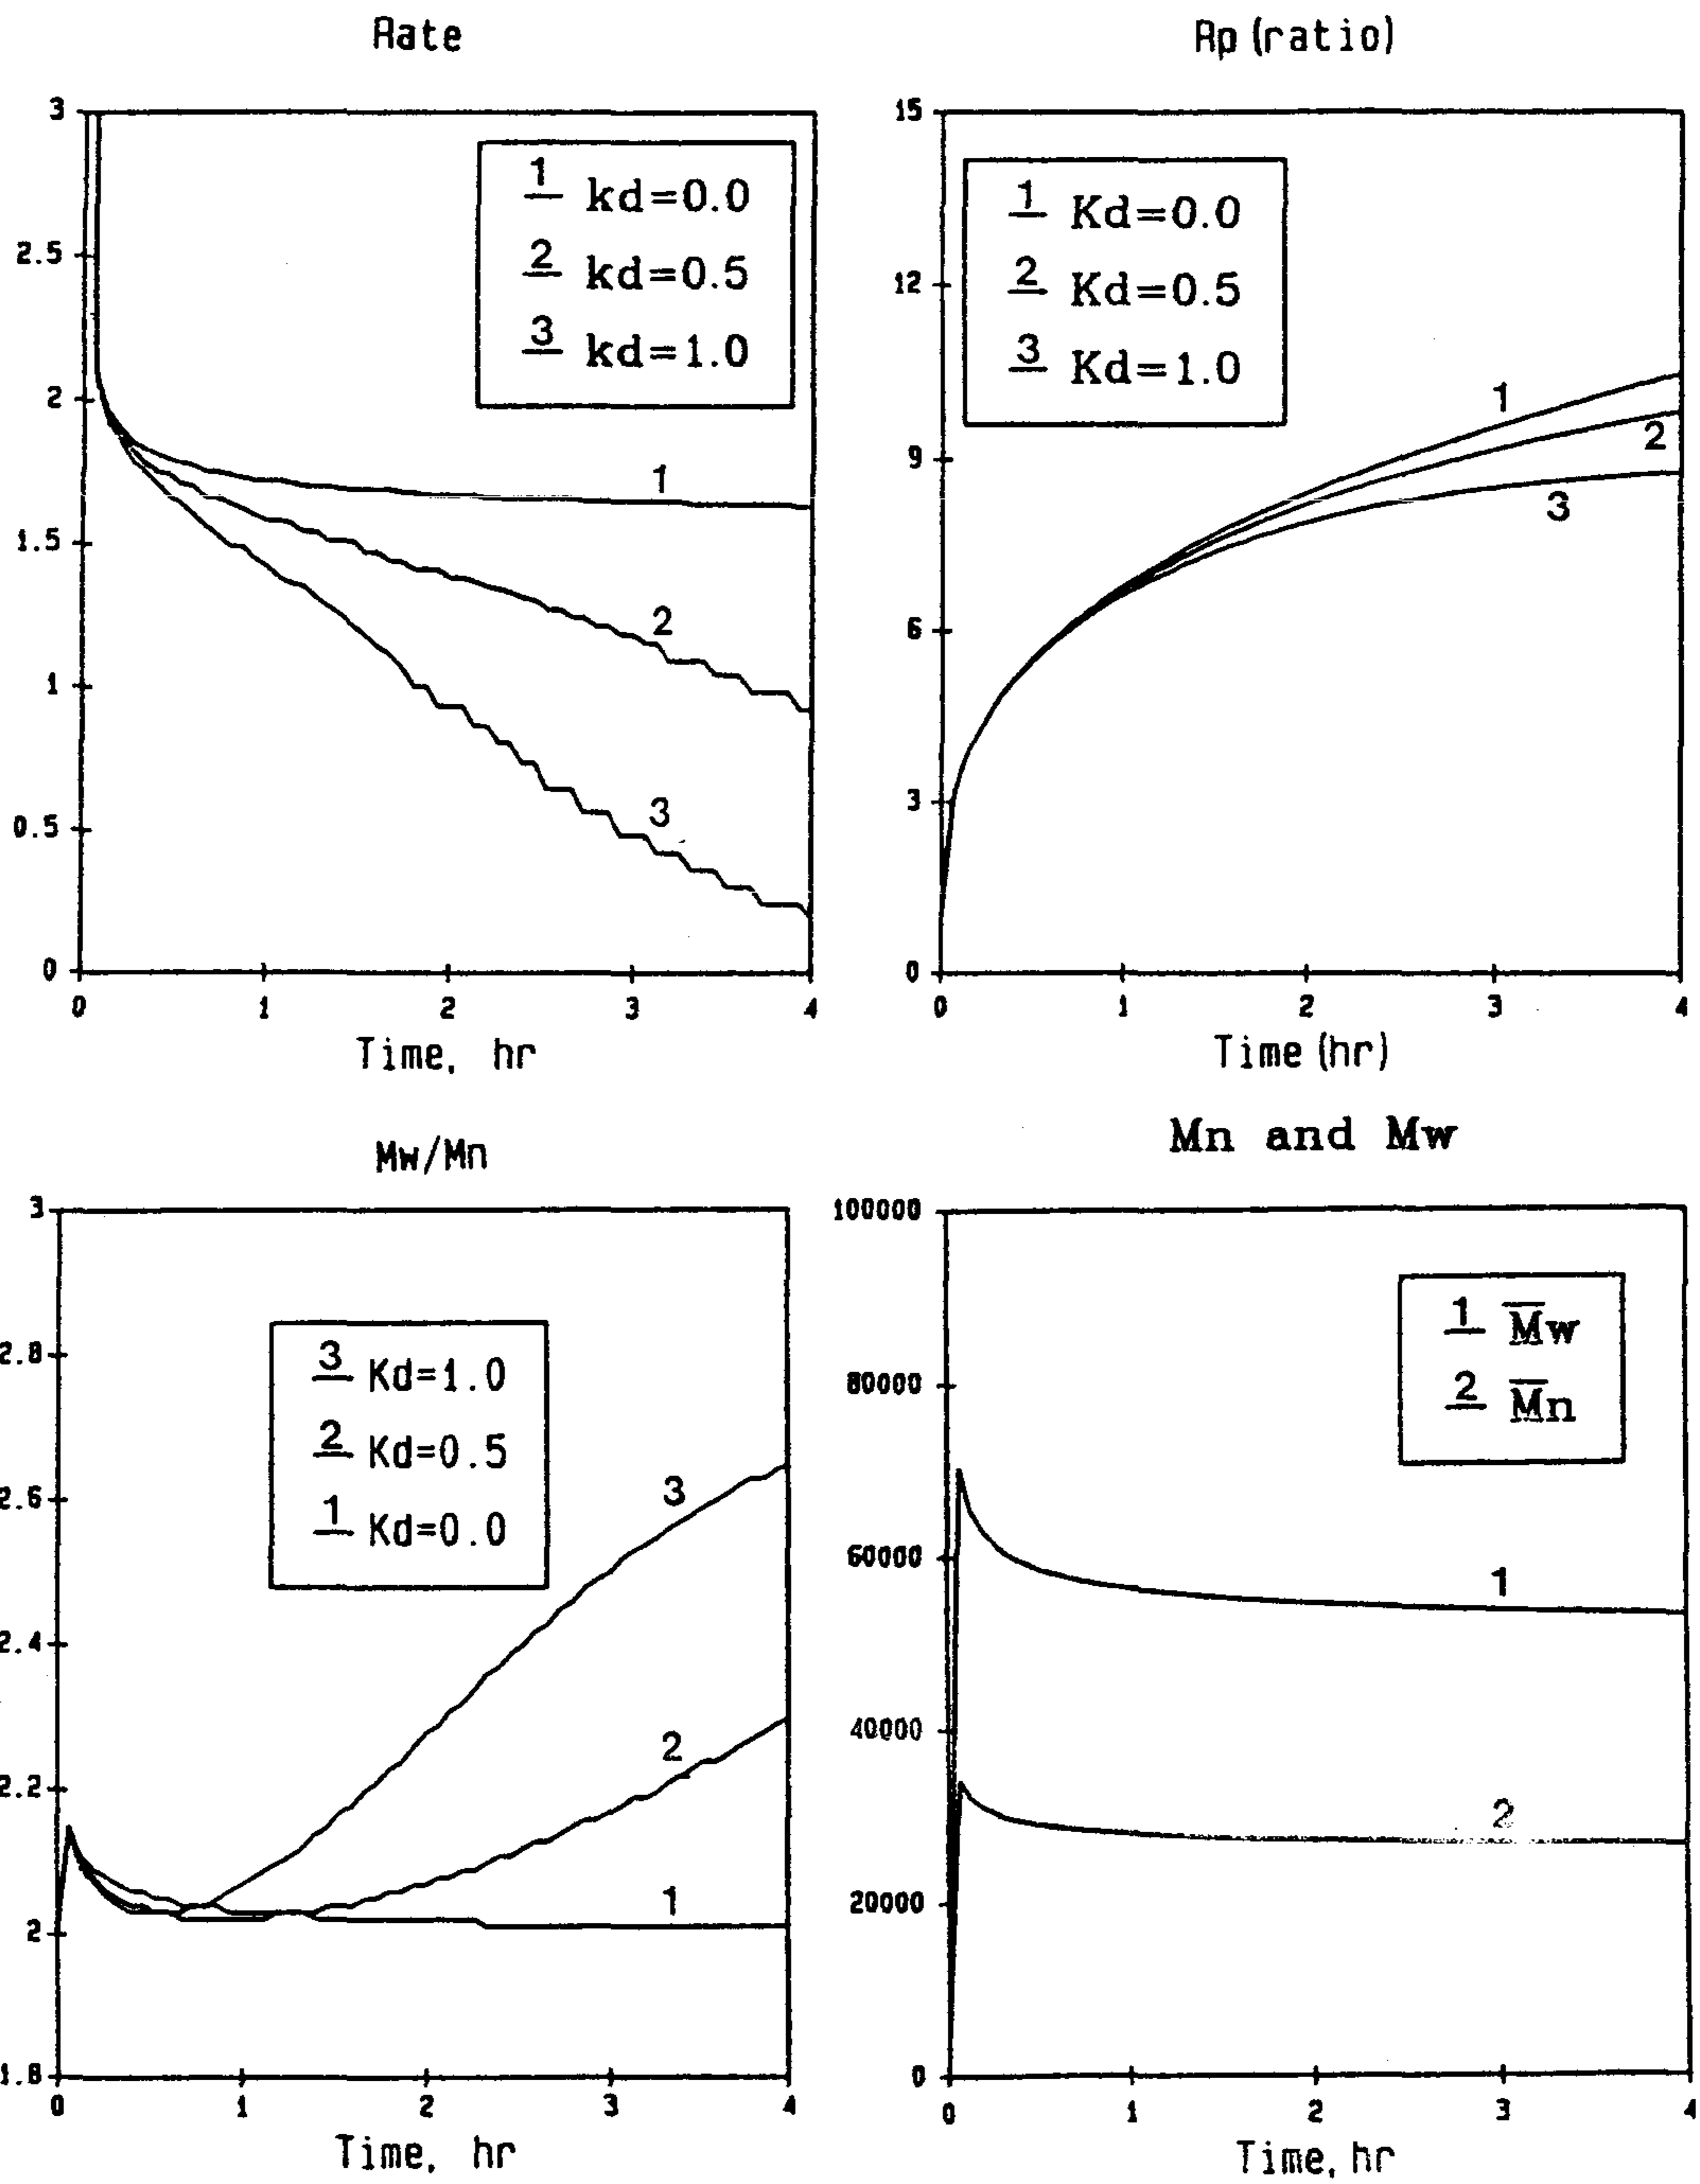 Rate
3
2.5
2
1.5
1
0.5
0
1 kd=0.0
2 kd=0.5
3 kd=1.0
1
2
3
0 1 2 3 4
Time, hr
Rp (ratio)
15
12
9
6
3
0
1 Kd=0.0
2 Kd=0.5
3 Kd=1.0
1
2
3
0 1 2 3 4
Time (hr)
Mw/Mn
3
2.8
2.6
2.4
2.2
2
1.8
3 Kd=1.0
2 Kd=0.5
1 Kd=0.0
3
2
1
0 1 2 3 4
Time, hr
Mn and Mw
100000
80000
60000
40000
20000
0
1 M̅w
2 M̅n
1
2
0 1 2 3 4
Time, hr